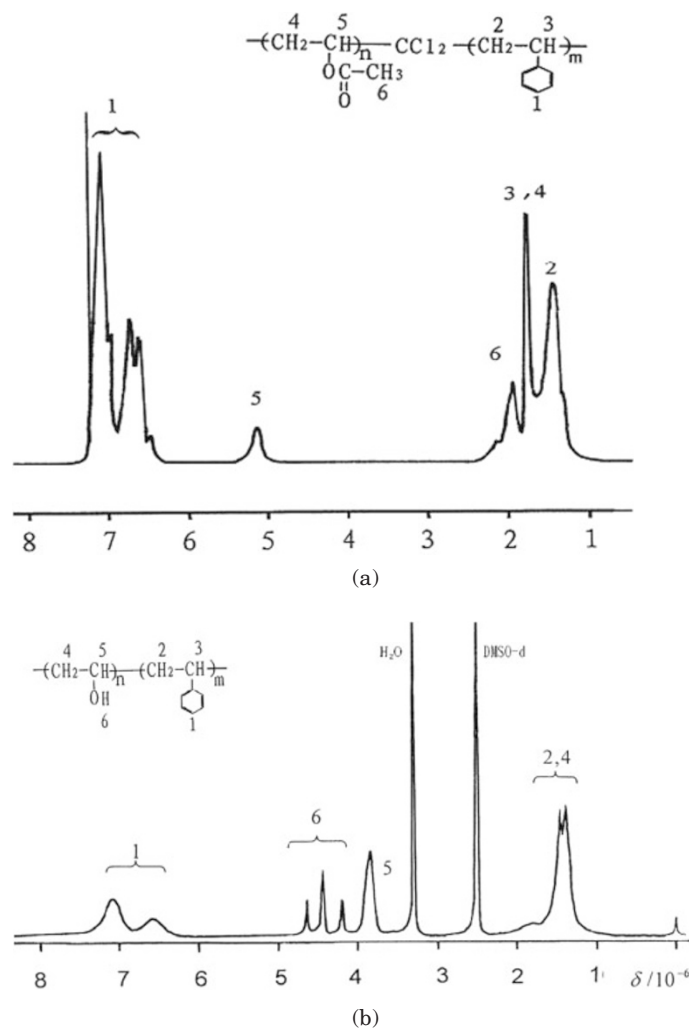 4 5 2 3
—(CH2—CH)n—CCl2—(CH2—CH)m—
OC—CH3
O 6 1
1
3 ,4
2
6
5
8 7 6 5 4 3 2 1
(a)
4 5 2 3
—(CH2—CH)n—(CH2—CH)m—
OH
6 1
H2O DMSO-d
2,4
6
1
5
8 7 6 5 4 3 2 1 δ/10-6
(b)